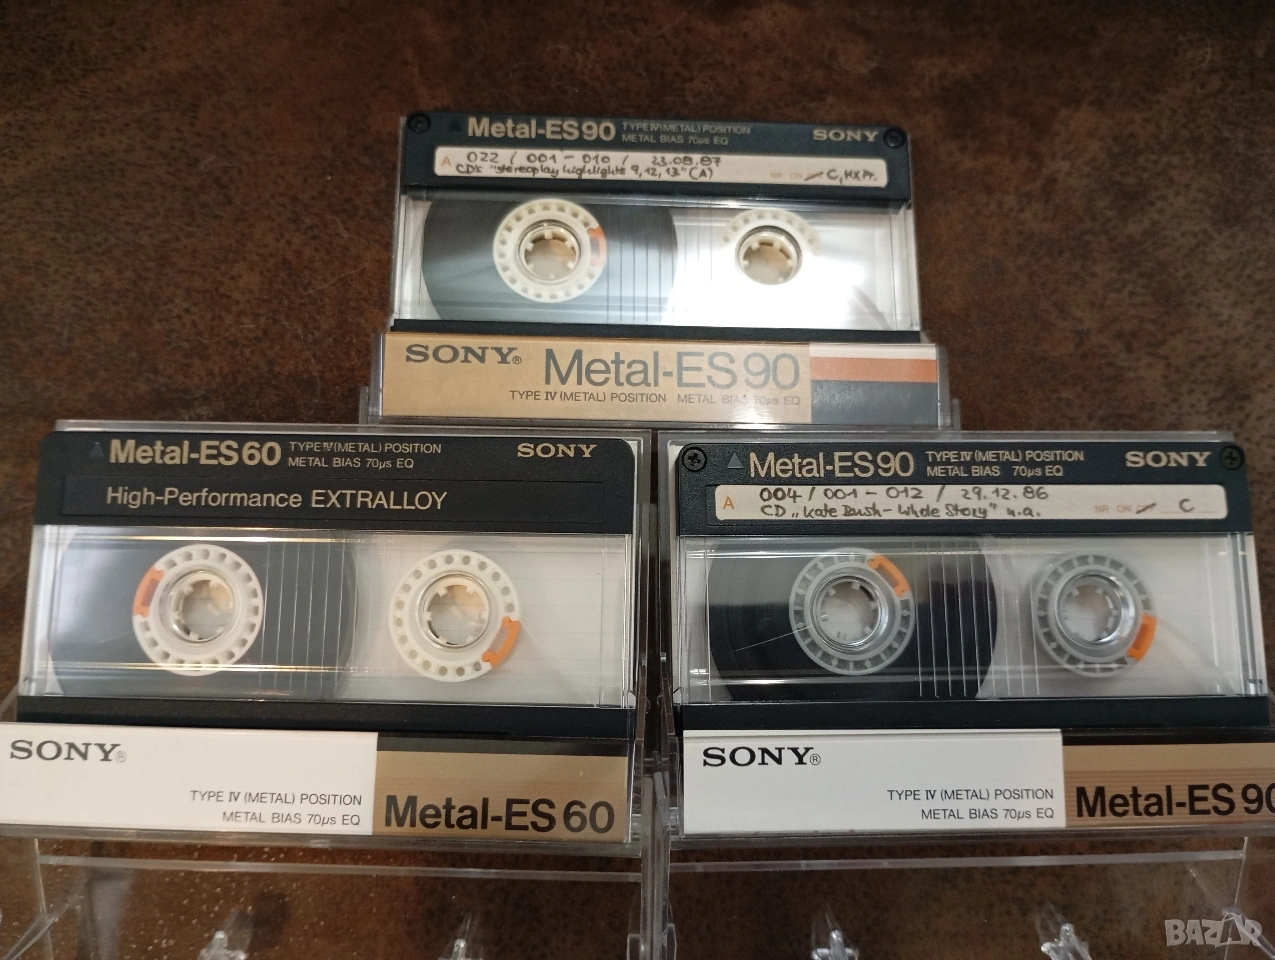 Metal-ES90 TYPE IV (METAL) POSITION SONY
METAL BIAS 70µs EQ
A 022 / 001 - 010 / 23.08.87
CD's "stereoplay highlights 9, 12, 13" (A) NR ON C, HX Pr.
SONY® Metal-ES90
TYPE IV (METAL) POSITION METAL BIAS 70µs EQ
Metal-ES60 TYPE IV (METAL) POSITION SONY
METAL BIAS 70µs EQ
High-Performance EXTRALLOY
SONY®
TYPE IV (METAL) POSITION
METAL BIAS 70µs EQ
Metal-ES60
Metal-ES90 TYPE IV (METAL) POSITION SONY
METAL BIAS 70µs EQ
A 004 / 001 - 012 / 29.12.86
CD „Kate Bush - Whole Story" u.a. NR ON C
SONY®
TYPE IV (METAL) POSITION
METAL BIAS 70µs EQ
Metal-ES90
BAZAR